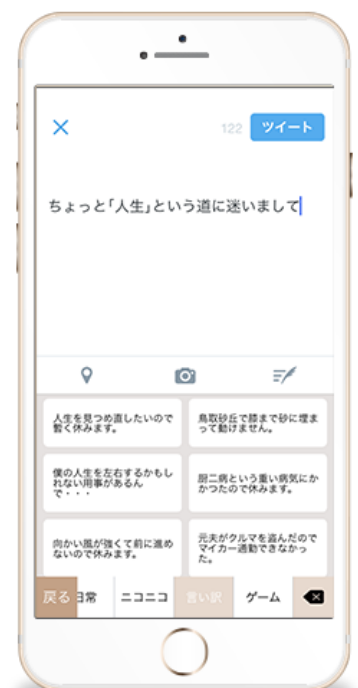 122 ツイート
ちょっと「人生」という道に迷いまして
人生を見つめ直したいので
暫く休みます。
鳥取砂丘で膝まで砂に埋ま
って動けません。
僕の人生を左右するかもし
れない用事があるん
で・・・
厨二病という重い病気にか
かつたので休みます。
向かい風が強くて前に進め
ないので休みます。
元夫がクルマを盗んだので
マイカー通勤できなかっ
た。
戻る 日常 ニコニコ 言い訳 ゲーム